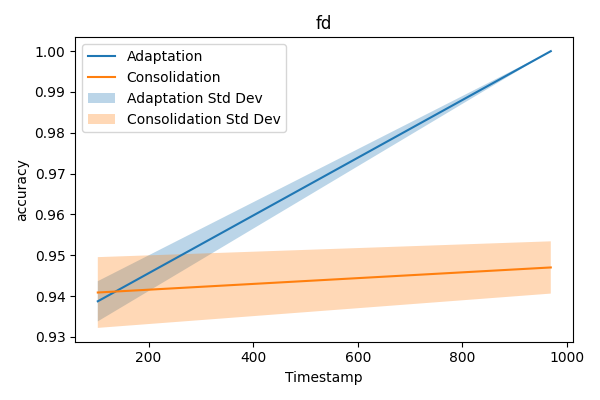 fd
Adaptation
Consolidation
Adaptation Std Dev
Consolidation Std Dev
accuracy
1.00
0.99
0.98
0.97
0.96
0.95
0.94
0.93
200
400
600
800
1000
Timestamp